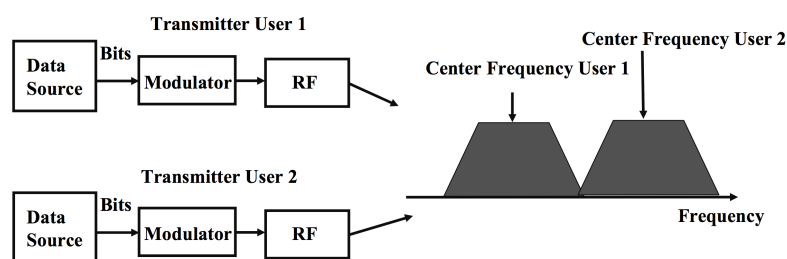 Transmitter User 1
Data
Source
Bits
Modulator
RF
Center Frequency User 2
Center Frequency User 1
Transmitter User 2
Data
Source
Bits
Modulator
RF
Frequency